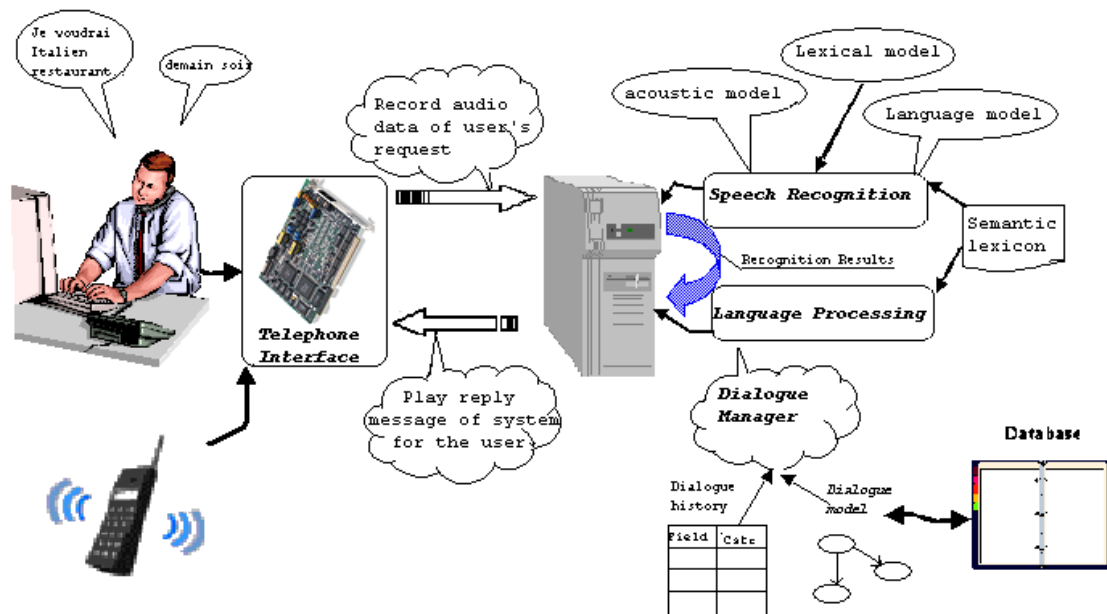 Je voudrai
Italien
restaurant..
demain soir
Record audio
data of user's
request
Lexical model
acoustic model
Language model
Speech Recognition
Semantic
lexicon
Recognition Results
Language Processing
Telephone
Interface
Play reply
message of system
for the user.
Dialogue
Manager
Database
Dialogue
history
Dialogue
model
Field